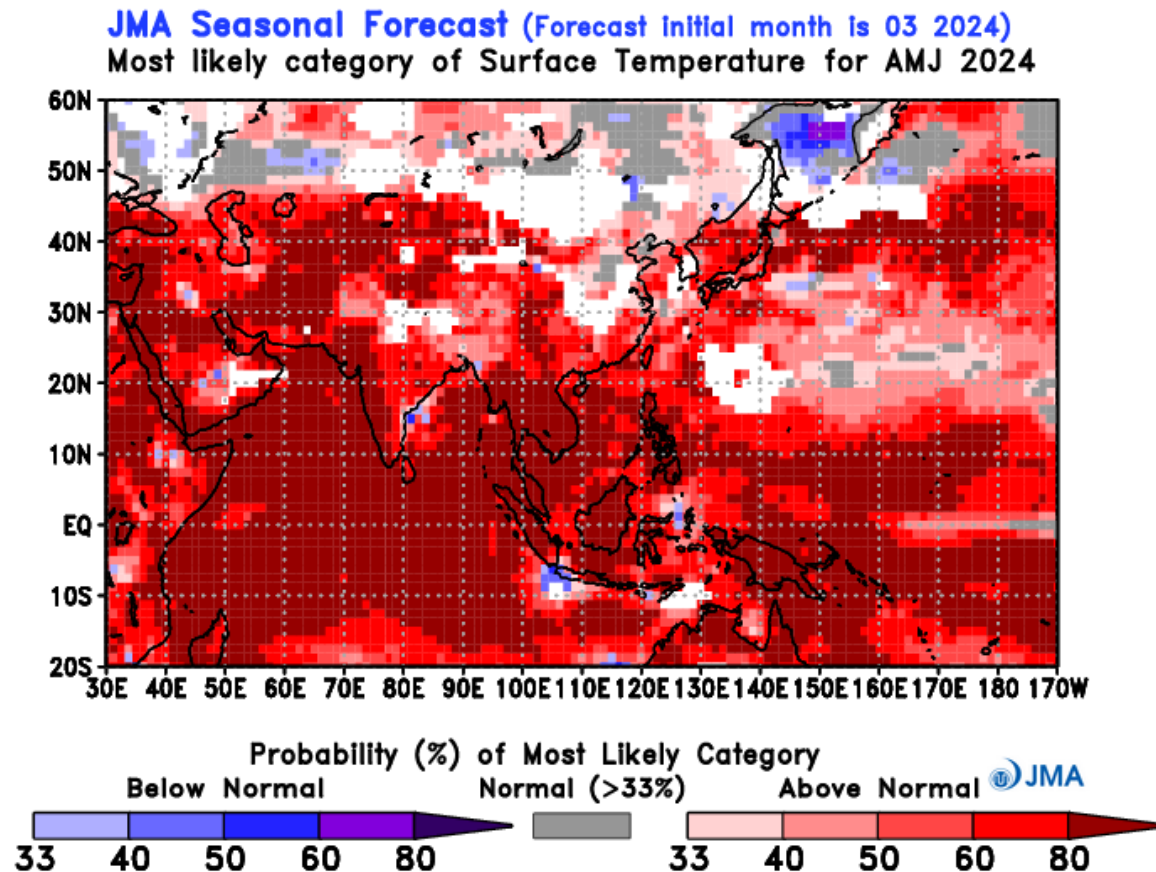 JMA Seasonal Forecast (Forecast initial month is 03 2024)
Most likely category of Surface Temperature for AMJ 2024
60N
50N
40N
30N
20N
10N
EQ
10S
20S
30E 40E 50E 60E 70E 80E 90E 100E 110E 120E 130E 140E 150E 160E 170E 180 170W
Probability (%) of Most Likely Category
Below Normal Normal (>33%) Above Normal JMA
33 40 50 60 80 33 40 50 60 80